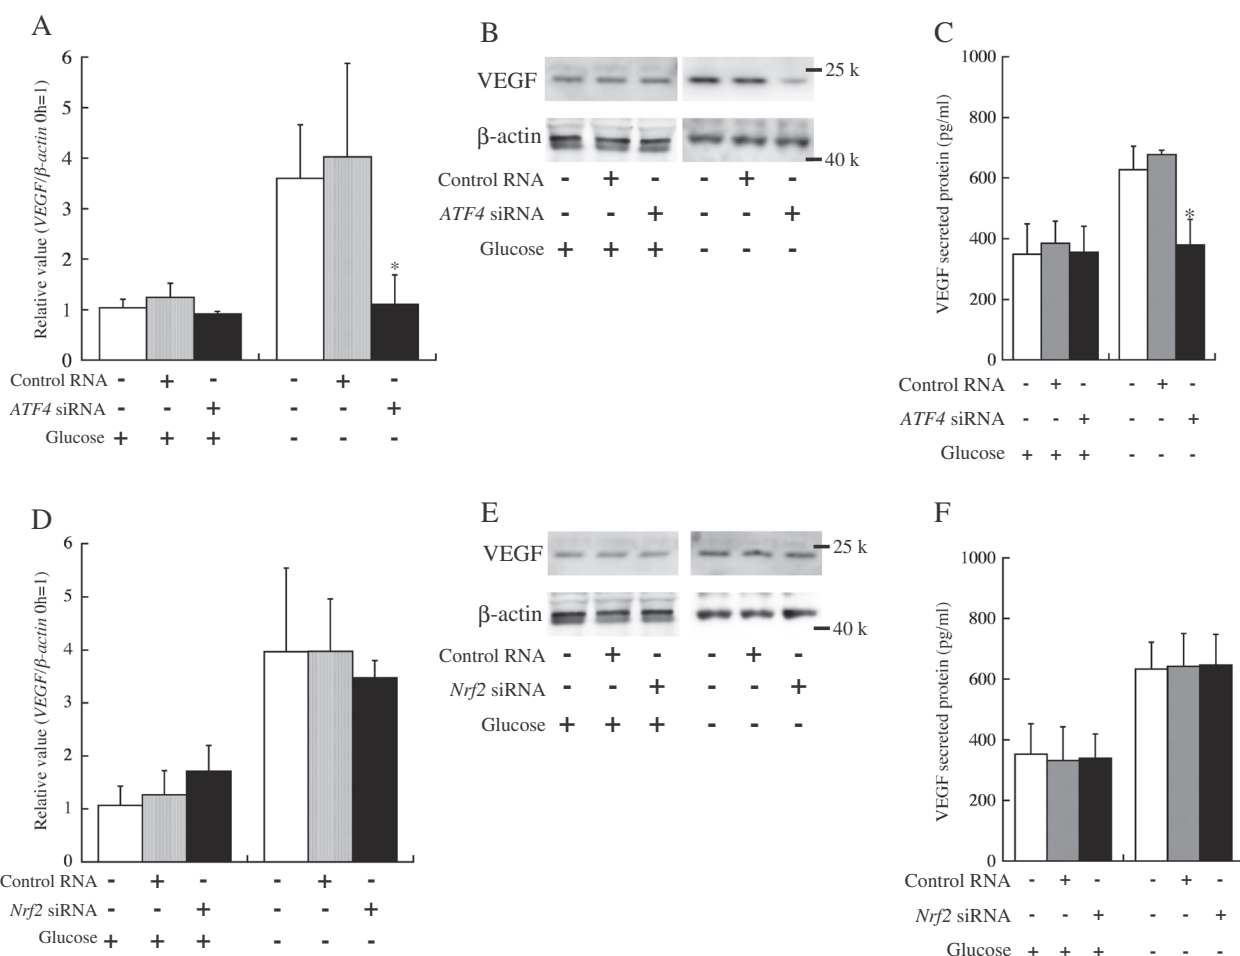 A
Relative value (VEGF/β-actin 0h=1)
6
5
4
3
2
1
0
*
Control RNA - + - - + -
ATF4 siRNA - - + - - +
Glucose + + + - - -
B
VEGF
25 k
β-actin
40 k
Control RNA - + - - + -
ATF4 siRNA - - + - - +
Glucose + + + - - -
C
VEGF secreted protein (pg/ml)
1000
800
600
400
200
0
*
Control RNA - + - - + -
ATF4 siRNA - - + - - +
Glucose + + + - - -
D
Relative value (VEGF/β-actin 0h=1)
6
5
4
3
2
1
0
Control RNA - + - - + -
Nrf2 siRNA - - + - - +
Glucose + + + - - -
E
VEGF
25 k
β-actin
40 k
Control RNA - + - - + -
Nrf2 siRNA - - + - - +
Glucose + + + - - -
F
VEGF secreted protein (pg/ml)
1000
800
600
400
200
0
Control RNA - + - - + -
Nrf2 siRNA - - + - - +
Glucose + + + - - -